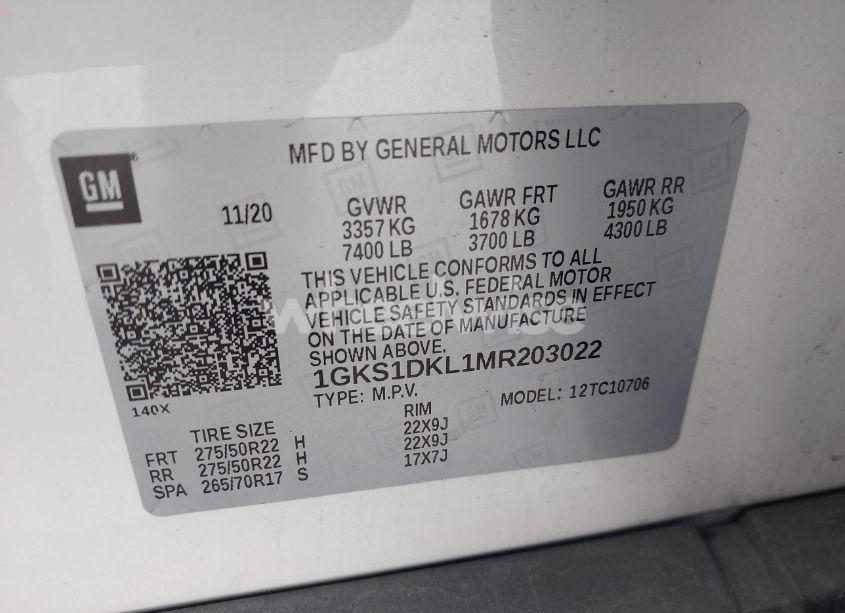 MFD BY GENERAL MOTORS LLC
GM
11/20
GVWR GAWR FRT GAWR RR
3357 KG 1678 KG 1950 KG
7400 LB 3700 LB 4300 LB
THIS VEHICLE CONFORMS TO ALL
APPLICABLE U.S. FEDERAL MOTOR
VEHICLE SAFETY STANDARDS IN EFFECT
ON THE DATE OF MANUFACTURE
SHOWN ABOVE.
1GKS1DKL1MR203022
TYPE: M.P.V. MODEL: 12TC10706
140X
TIRE SIZE RIM
FRT 275/50R22 H 22X9J
RR 275/50R22 H 22X9J
SPA 265/70R17 S 17X7J